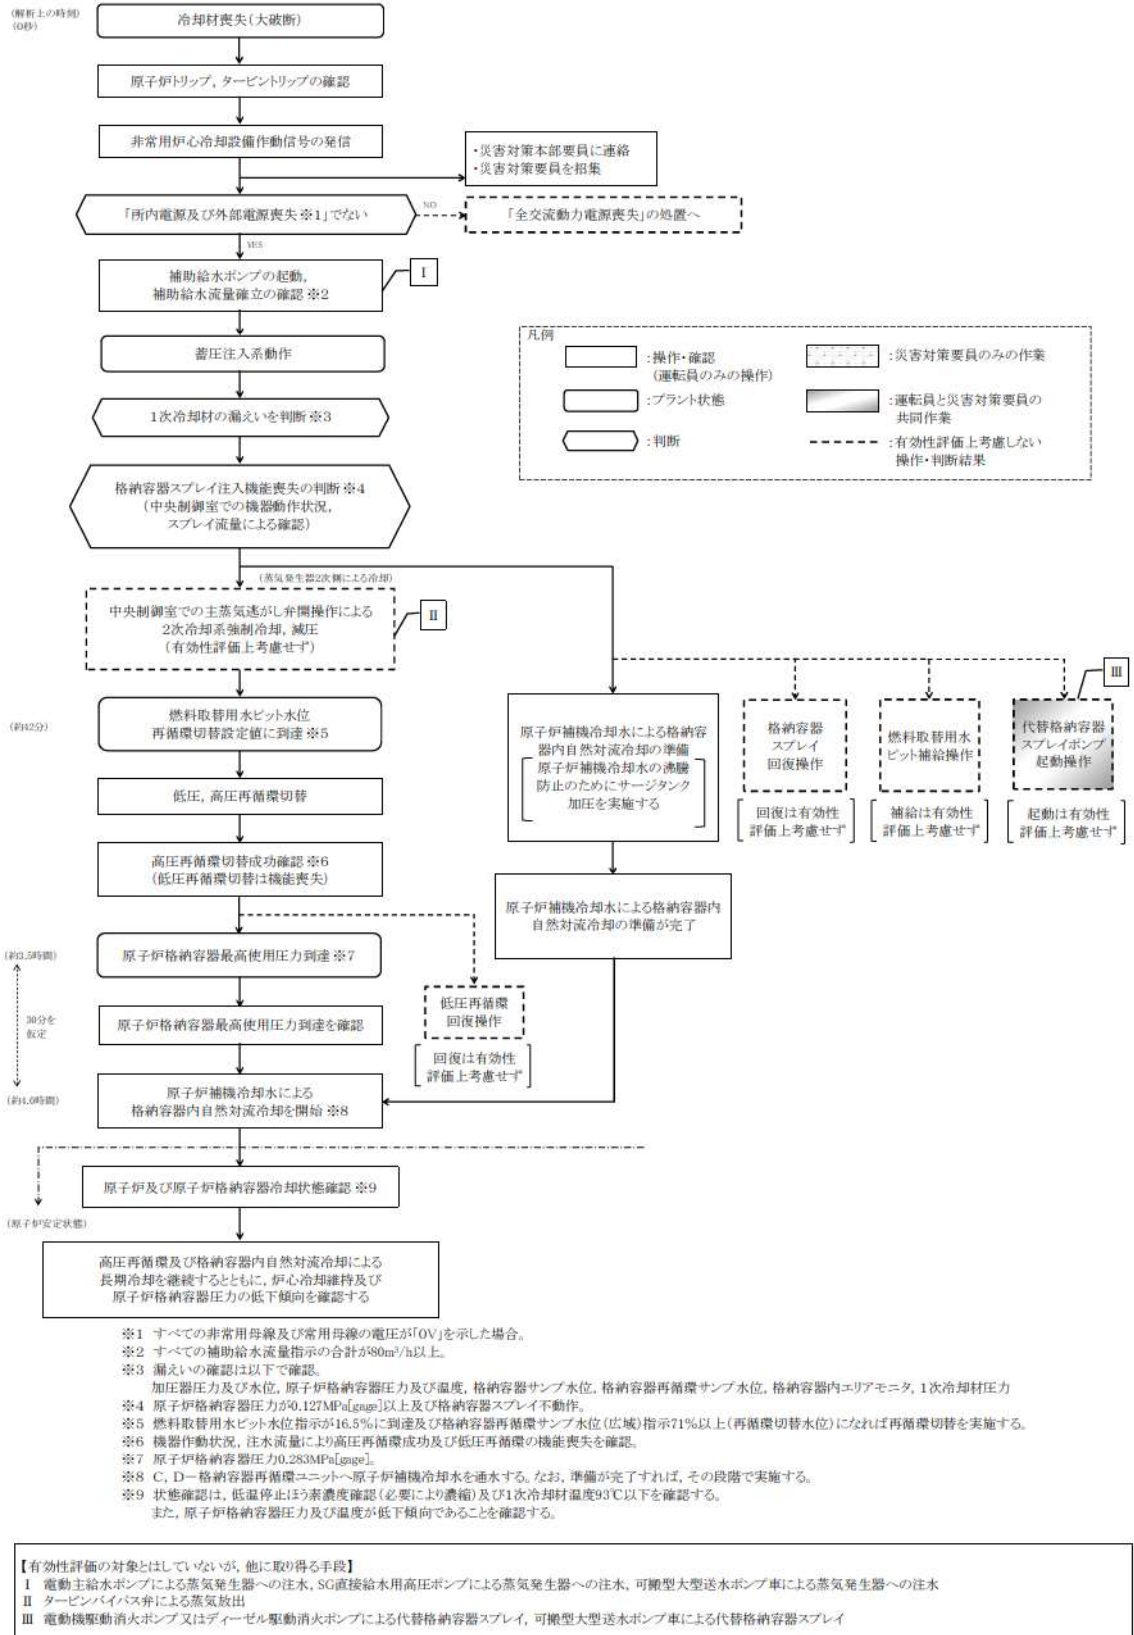 (解析上の時刻)
(0秒)
冷却材喪失(大破断)
原子炉トリップ, タービントリップの確認
非常用炉心冷却設備作動信号の発信
・災害対策本部要員に連絡
・災害対策要員を招集
「所内電源及び外部電源喪失※1」でない
NO
「全交流動力電源喪失」の処置へ
YES
補助給水ポンプの起動,
補助給水流量確立の確認※2
Ⅰ
蓄圧注入系動作
1次冷却材の漏えいを判断※3
格納容器スプレイ注入機能喪失の判断※4
(中央制御室での機器動作状況,
スプレイ流量による確認)
凡例
:操作・確認
(運転員のみの操作)
:災害対策要員のみの作業
:プラント状態
:運転員と災害対策要員の
共同作業
:判断
:有効性評価上考慮しない
操作・判断結果
(蒸気発生器2次側による冷却)
中央制御室での主蒸気逃がし弁開操作による
2次冷却系強制冷却, 減圧
(有効性評価上考慮せず)
Ⅱ
Ⅲ
(約42分)
燃料取替用水ピット水位
再循環切替設定値に到達※5
原子炉補機冷却水による格納容
器内自然対流冷却の準備
原子炉補機冷却水の沸騰
防止のためにサージタンク
加圧を実施する
格納容器
スプレイ
回復操作
回復は有効性
評価上考慮せず
燃料取替用水
ピット補給操作
補給は有効性
評価上考慮せず
代替格納容器
スプレイポンプ
起動操作
起動は有効性
評価上考慮せず
低圧, 高圧再循環切替
高圧再循環切替成功確認※6
(低圧再循環切替は機能喪失)
原子炉補機冷却水による格納容器内
自然対流冷却の準備が完了
(約3.5時間)
原子炉格納容器最高使用圧力到達※7
30分を
仮定
原子炉格納容器最高使用圧力到達を確認
低圧再循環
回復操作
回復は有効性
評価上考慮せず
(約4.0時間)
原子炉補機冷却水による
格納容器内自然対流冷却を開始※8
原子炉及び原子炉格納容器冷却状態確認※9
(原子炉安定状態)
高圧再循環及び格納容器内自然対流冷却による
長期冷却を継続するとともに, 炉心冷却維持及び
原子炉格納容器圧力の低下傾向を確認する
※1 すべての非常用母線及び常用母線の電圧が「0V」を示した場合。
※2 すべての補助給水流量指示の合計が80m³/h以上。
※3 漏えいの確認は以下で確認。
加圧器圧力及び水位, 原子炉格納容器圧力及び温度, 格納容器サンプ水位, 格納容器再循環サンプ水位, 格納容器内エリアモニタ, 1次冷却材圧力
※4 原子炉格納容器圧力が0.127MPa[gage]以上及び格納容器スプレイ不動作。
※5 燃料取替用水ピット水位指示が16.5%に到達及び格納容器再循環サンプ水位(広域)指示71%以上(再循環切替水位)になれば再循環切替を実施する。
※6 機器作動状況, 注水流量により高圧再循環成功及び低圧再循環の機能喪失を確認。
※7 原子炉格納容器圧力0.283MPa[gage]。
※8 C, D-格納容器再循環ユニットへ原子炉補機冷却水を通水する。なお, 準備が完了すれば, その段階で実施する。
※9 状態確認は, 低温停止ほう素濃度確認(必要により濃縮)及び1次冷却材温度93℃以下を確認する。
また, 原子炉格納容器圧力及び温度が低下傾向であることを確認する。
【有効性評価の対象とはしていないが, 他に取り得る手段】
Ⅰ 電動主給水ポンプによる蒸気発生器への注水, SG直接給水用高圧ポンプによる蒸気発生器への注水, 可搬型大型送水ポンプ車による蒸気発生器への注水
Ⅱ タービンバイパス弁による蒸気放出
Ⅲ 電動機駆動消火ポンプ又はディーゼル駆動消火ポンプによる代替格納容器スプレイ, 可搬型大型送水ポンプ車による代替格納容器スプレイ